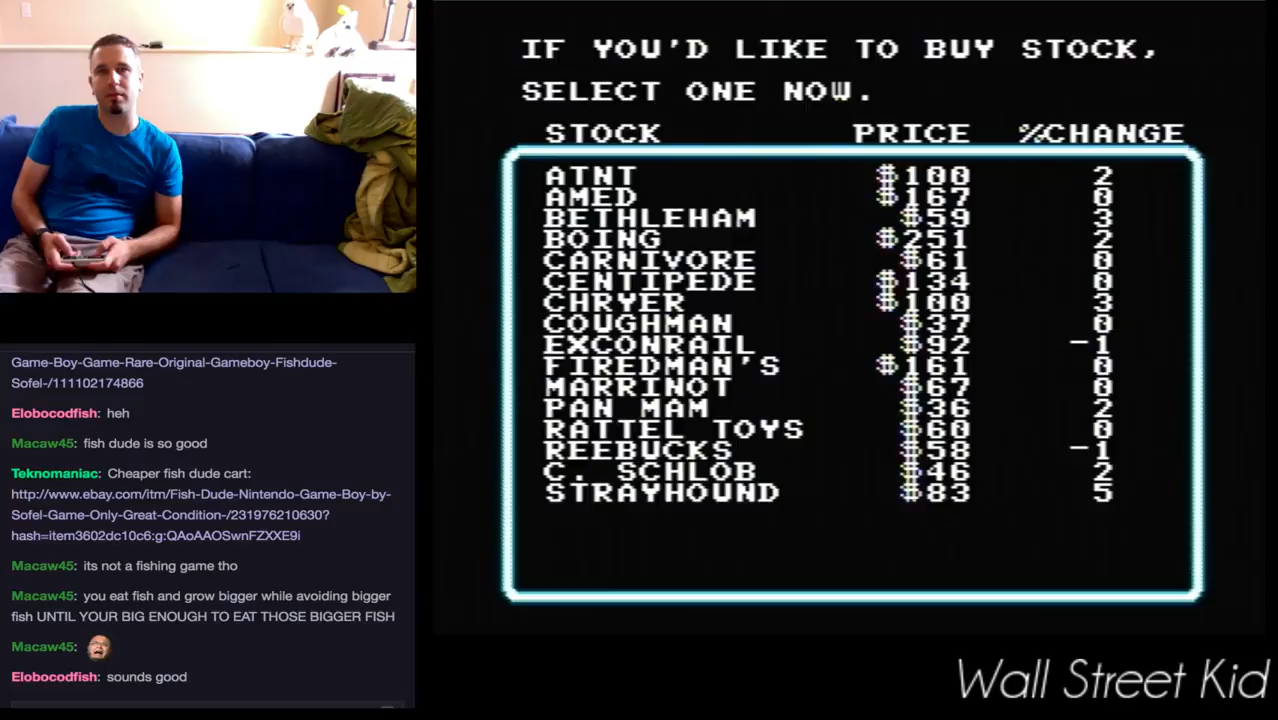 Game-Boy-Game-Rare-Original-Gameboy-Fishdude-
Sofel-/111102174866
Elobocodfish: heh
Macaw45: fish dude is so good
Teknomaniac: Cheaper fish dude cart:
http://www.ebay.com/itm/Fish-Dude-Nintendo-Game-Boy-by-
Sofel-Game-Only-Great-Condition-/231976210630?
hash=item3602dc10c6:g:QAoAAOSwnFZXXE9i
Macaw45: its not a fishing game tho
Macaw45: you eat fish and grow bigger while avoiding bigger
fish UNTIL YOUR BIG ENOUGH TO EAT THOSE BIGGER FISH
Macaw45:
Elobocodfish: sounds good
IF YOU'D LIKE TO BUY STOCK,
SELECT ONE NOW.
STOCK PRICE %CHANGE
ATNT $100 2
AMED $167 0
BETHLEHAM $59 3
BOING $251 2
CARNIVORE $61 0
CENTIPEDE $134 0
CHRYER $100 3
COUGHMAN $37 0
EXCONRAIL $92 -1
FIREDMAN'S $161 0
MARRINOT $67 0
PAN MAM $36 2
RATTEL TOYS $60 0
REEBUCKS $58 -1
C. SCHLOB $46 2
STRAYHOUND $83 5
Wall Street Kid